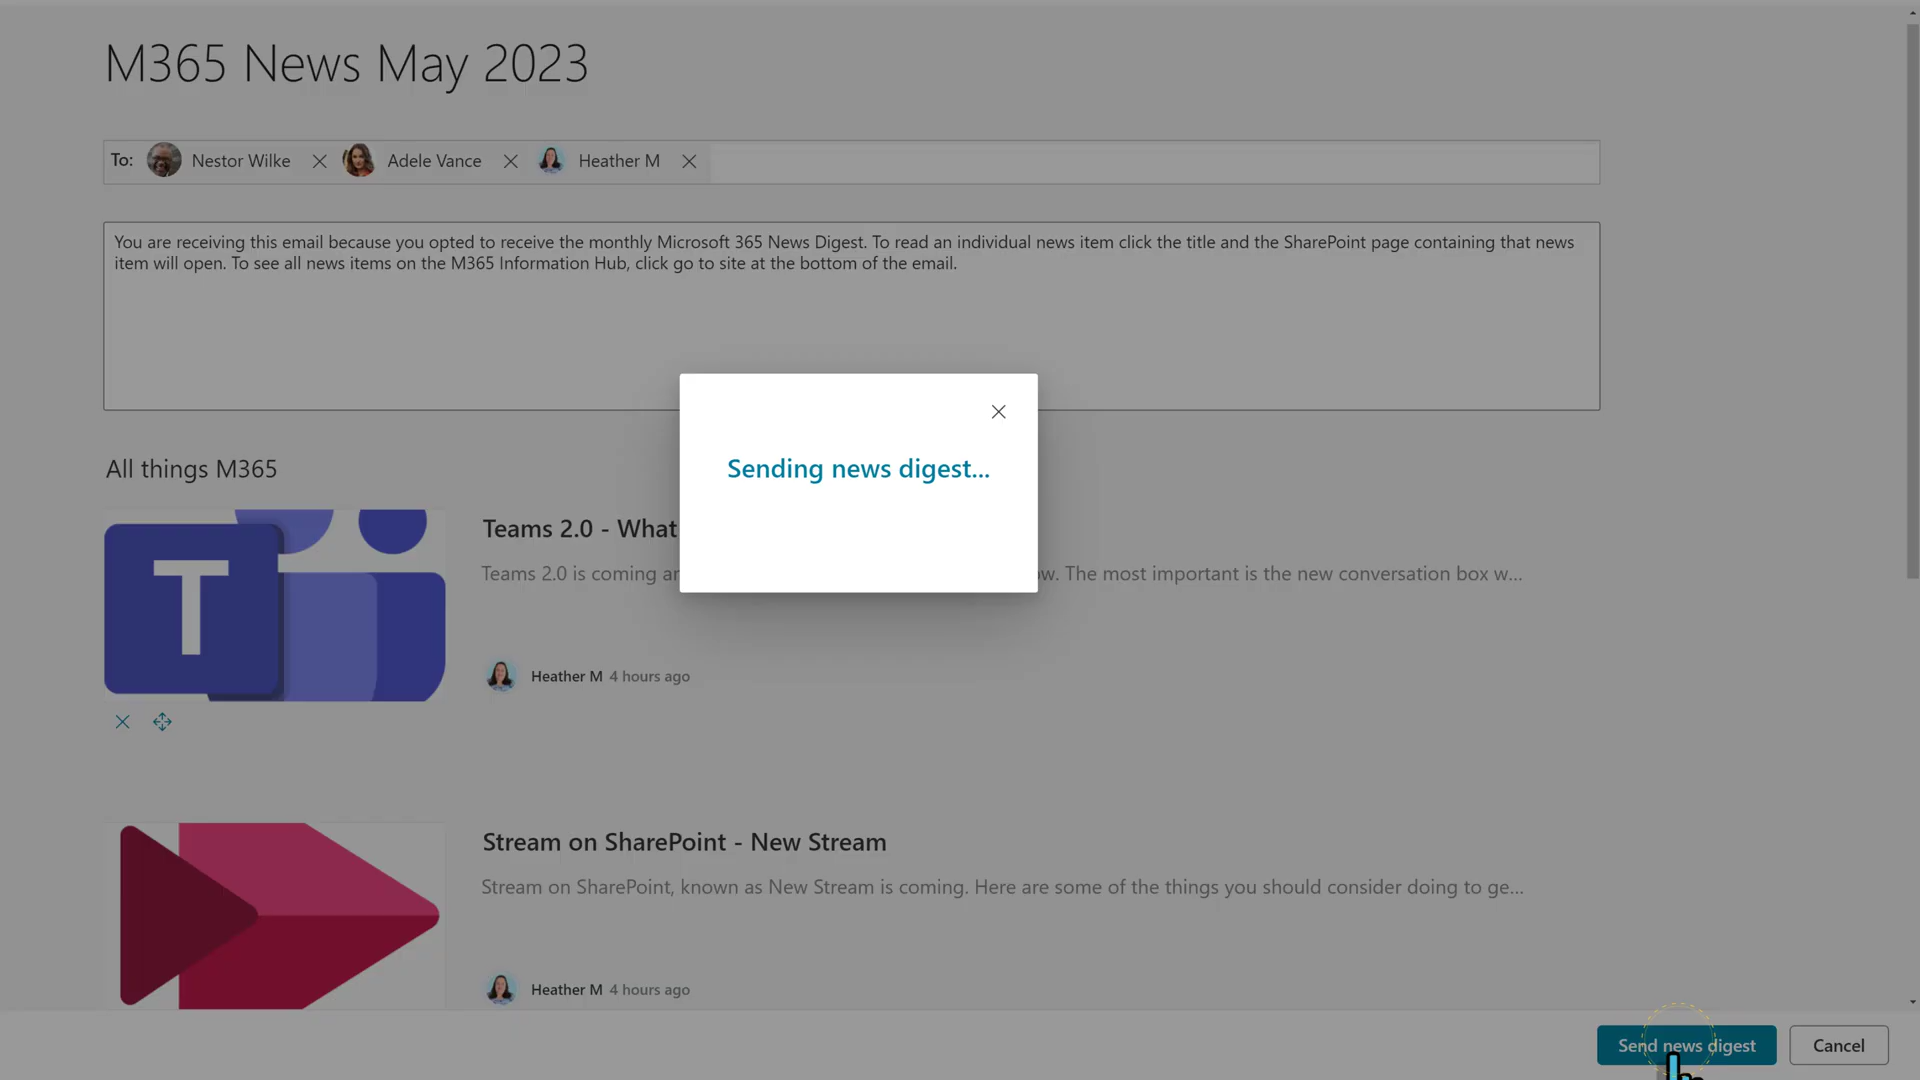 M365 News May 2023
To: Nestor Wilke Adele Vance Heather M
You are receiving this email because you opted to receive the monthly Microsoft 365 News Digest. To read an individual news item click the title and the SharePoint page containing that news
item will open. To see all news items on the M365 Information Hub, click go to site at the bottom of the email.
Sending news digest...
All things M365
T
Teams 2.0 - What
Teams 2.0 is coming ow. The most important is the new conversation box w...
Heather M 4 hours ago
Stream on SharePoint - New Stream
Stream on SharePoint, known as New Stream is coming. Here are some of the things you should consider doing to ge...
Heather M 4 hours ago
Send news digest Cancel